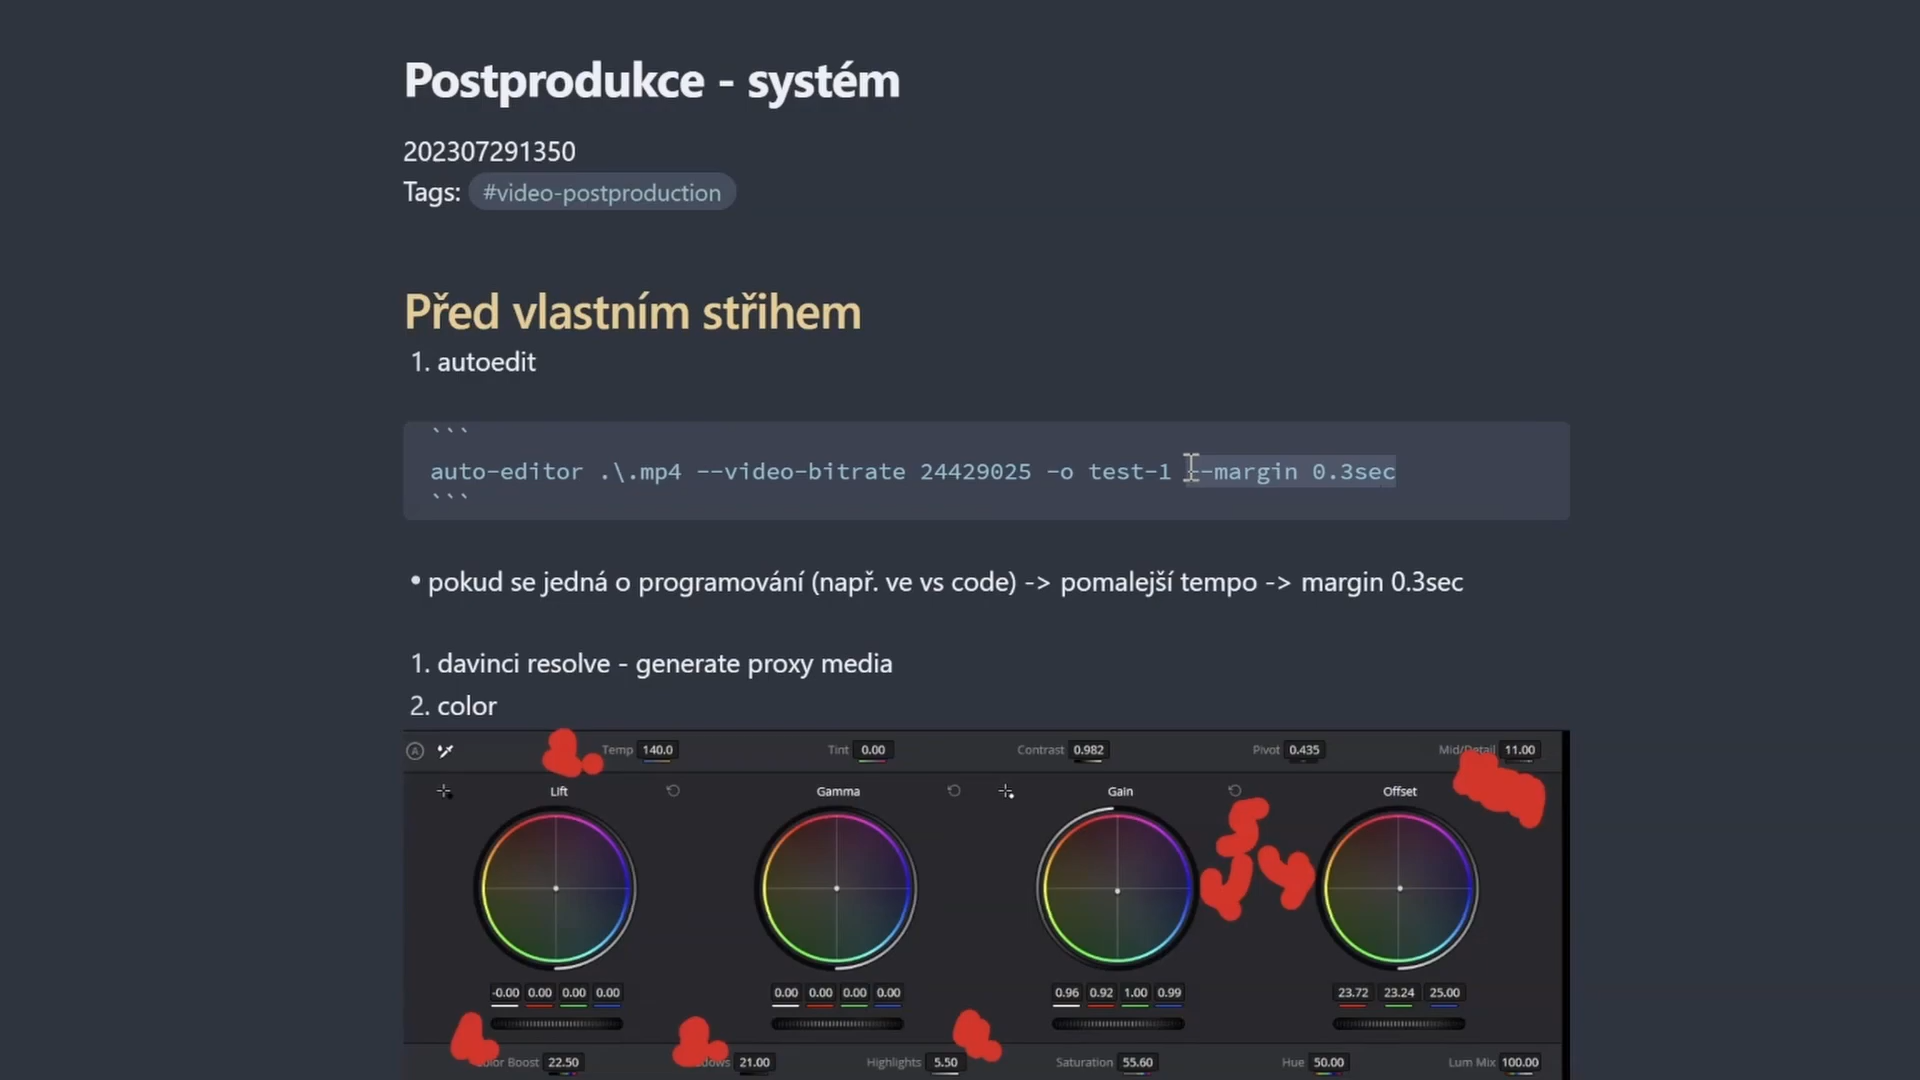 Postprodukce - systém
202307291350
Tags: #video-postproduction
Před vlastním střihem
1. autoedit
```
auto-editor .\.mp4 --video-bitrate 24429025 -o test-1 --margin 0.3sec
```
• pokud se jedná o programování (např. ve vs code) -> pomalejší tempo -> margin 0.3sec
1. davinci resolve - generate proxy media
2. color
A Temp 140.0 Tint 0.00 Contrast 0.982 Pivot 0.435 Mid/Detail 11.00
Lift Gamma Gain Offset
-0.00 0.00 0.00 0.00 0.00 0.00 0.00 0.00 0.96 0.92 1.00 0.99 23.72 23.24 25.00
Boost 22.50 21.00 Highlights 5.50 Saturation 55.60 Hue 50.00 Lum Mix 100.00